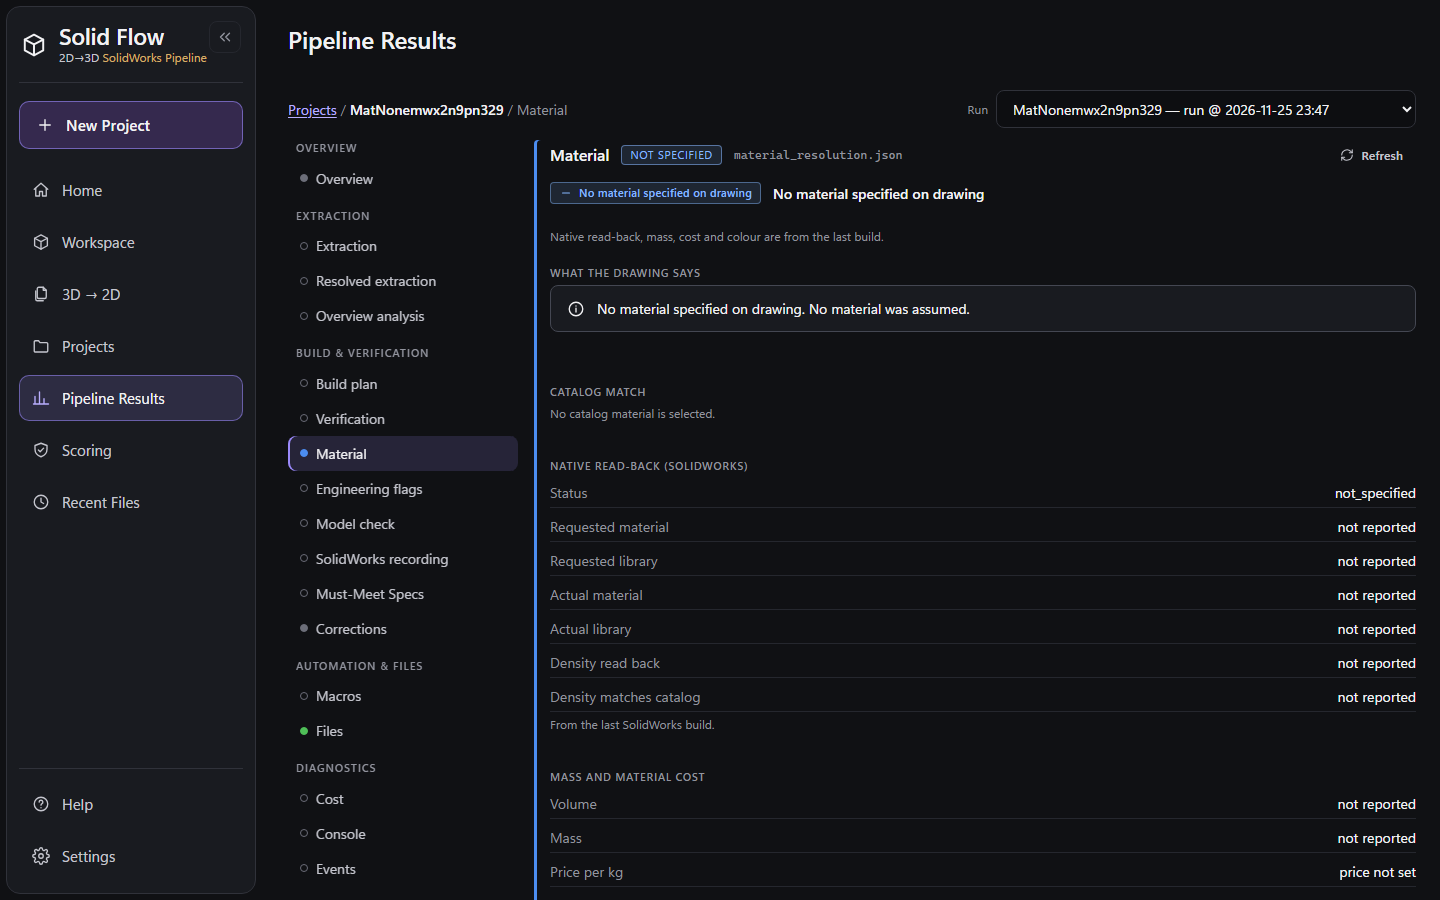 Solid Flow
2D→3D SolidWorks Pipeline
New Project
Home
Workspace
3D → 2D
Projects
Pipeline Results
Scoring
Recent Files
Help
Settings
Pipeline Results
Projects / MatNonemwx2n9pn329 / Material
Run
MatNonemwx2n9pn329 — run @ 2026-11-25 23:47
OVERVIEW
Overview
EXTRACTION
Extraction
Resolved extraction
Overview analysis
BUILD & VERIFICATION
Build plan
Verification
Material
Engineering flags
Model check
SolidWorks recording
Must-Meet Specs
Corrections
AUTOMATION & FILES
Macros
Files
DIAGNOSTICS
Cost
Console
Events
Material NOT SPECIFIED material_resolution.json
Refresh
– No material specified on drawing No material specified on drawing
Native read-back, mass, cost and colour are from the last build.
WHAT THE DRAWING SAYS
No material specified on drawing. No material was assumed.
CATALOG MATCH
No catalog material is selected.
NATIVE READ-BACK (SOLIDWORKS)
Status not_specified
Requested material not reported
Requested library not reported
Actual material not reported
Actual library not reported
Density read back not reported
Density matches catalog not reported
From the last SolidWorks build.
MASS AND MATERIAL COST
Volume not reported
Mass not reported
Price per kg price not set